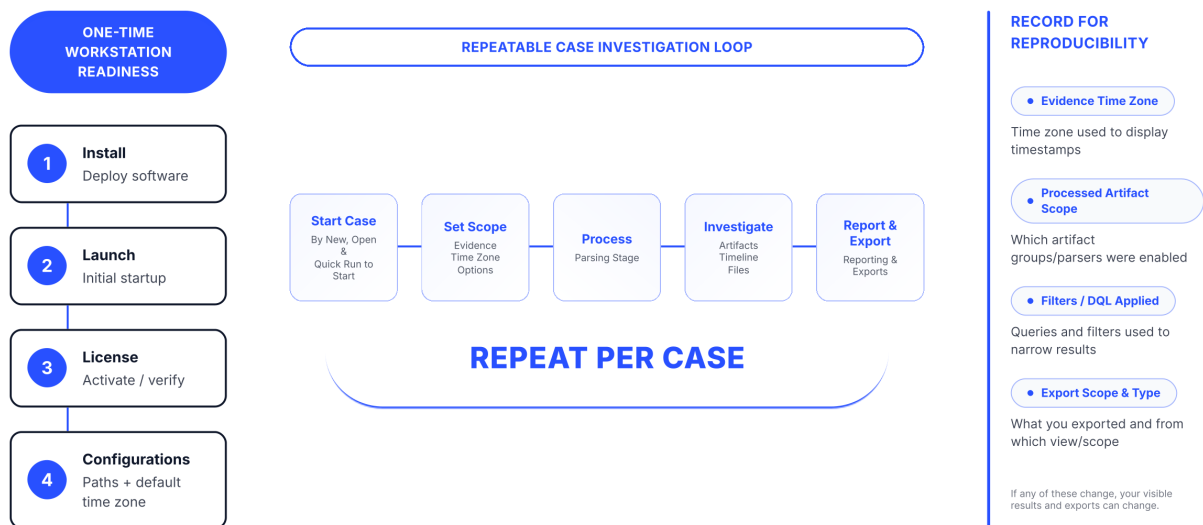 ONE-TIME
WORKSTATION
READINESS
1
Install
Deploy software
2
Launch
Initial startup
3
License
Activate / verify
4
Configurations
Paths + default
time zone
REPEATABLE CASE INVESTIGATION LOOP
Start Case
By New, Open
&
Quick Run to
Start
Set Scope
Evidence
Time Zone
Options
Process
Parsing Stage
Investigate
Artifacts
Timeline
Files
Report &
Export
Reporting &
Exports
REPEAT PER CASE
RECORD FOR
REPRODUCIBILITY
Evidence Time Zone
Time zone used to display
timestamps
Processed Artifact
Scope
Which artifact
groups/parsers were enabled
Filters / DQL Applied
Queries and filters used to
narrow results
Export Scope & Type
What you exported and from
which view/scope
If any of these change, your visible
results and exports can change.